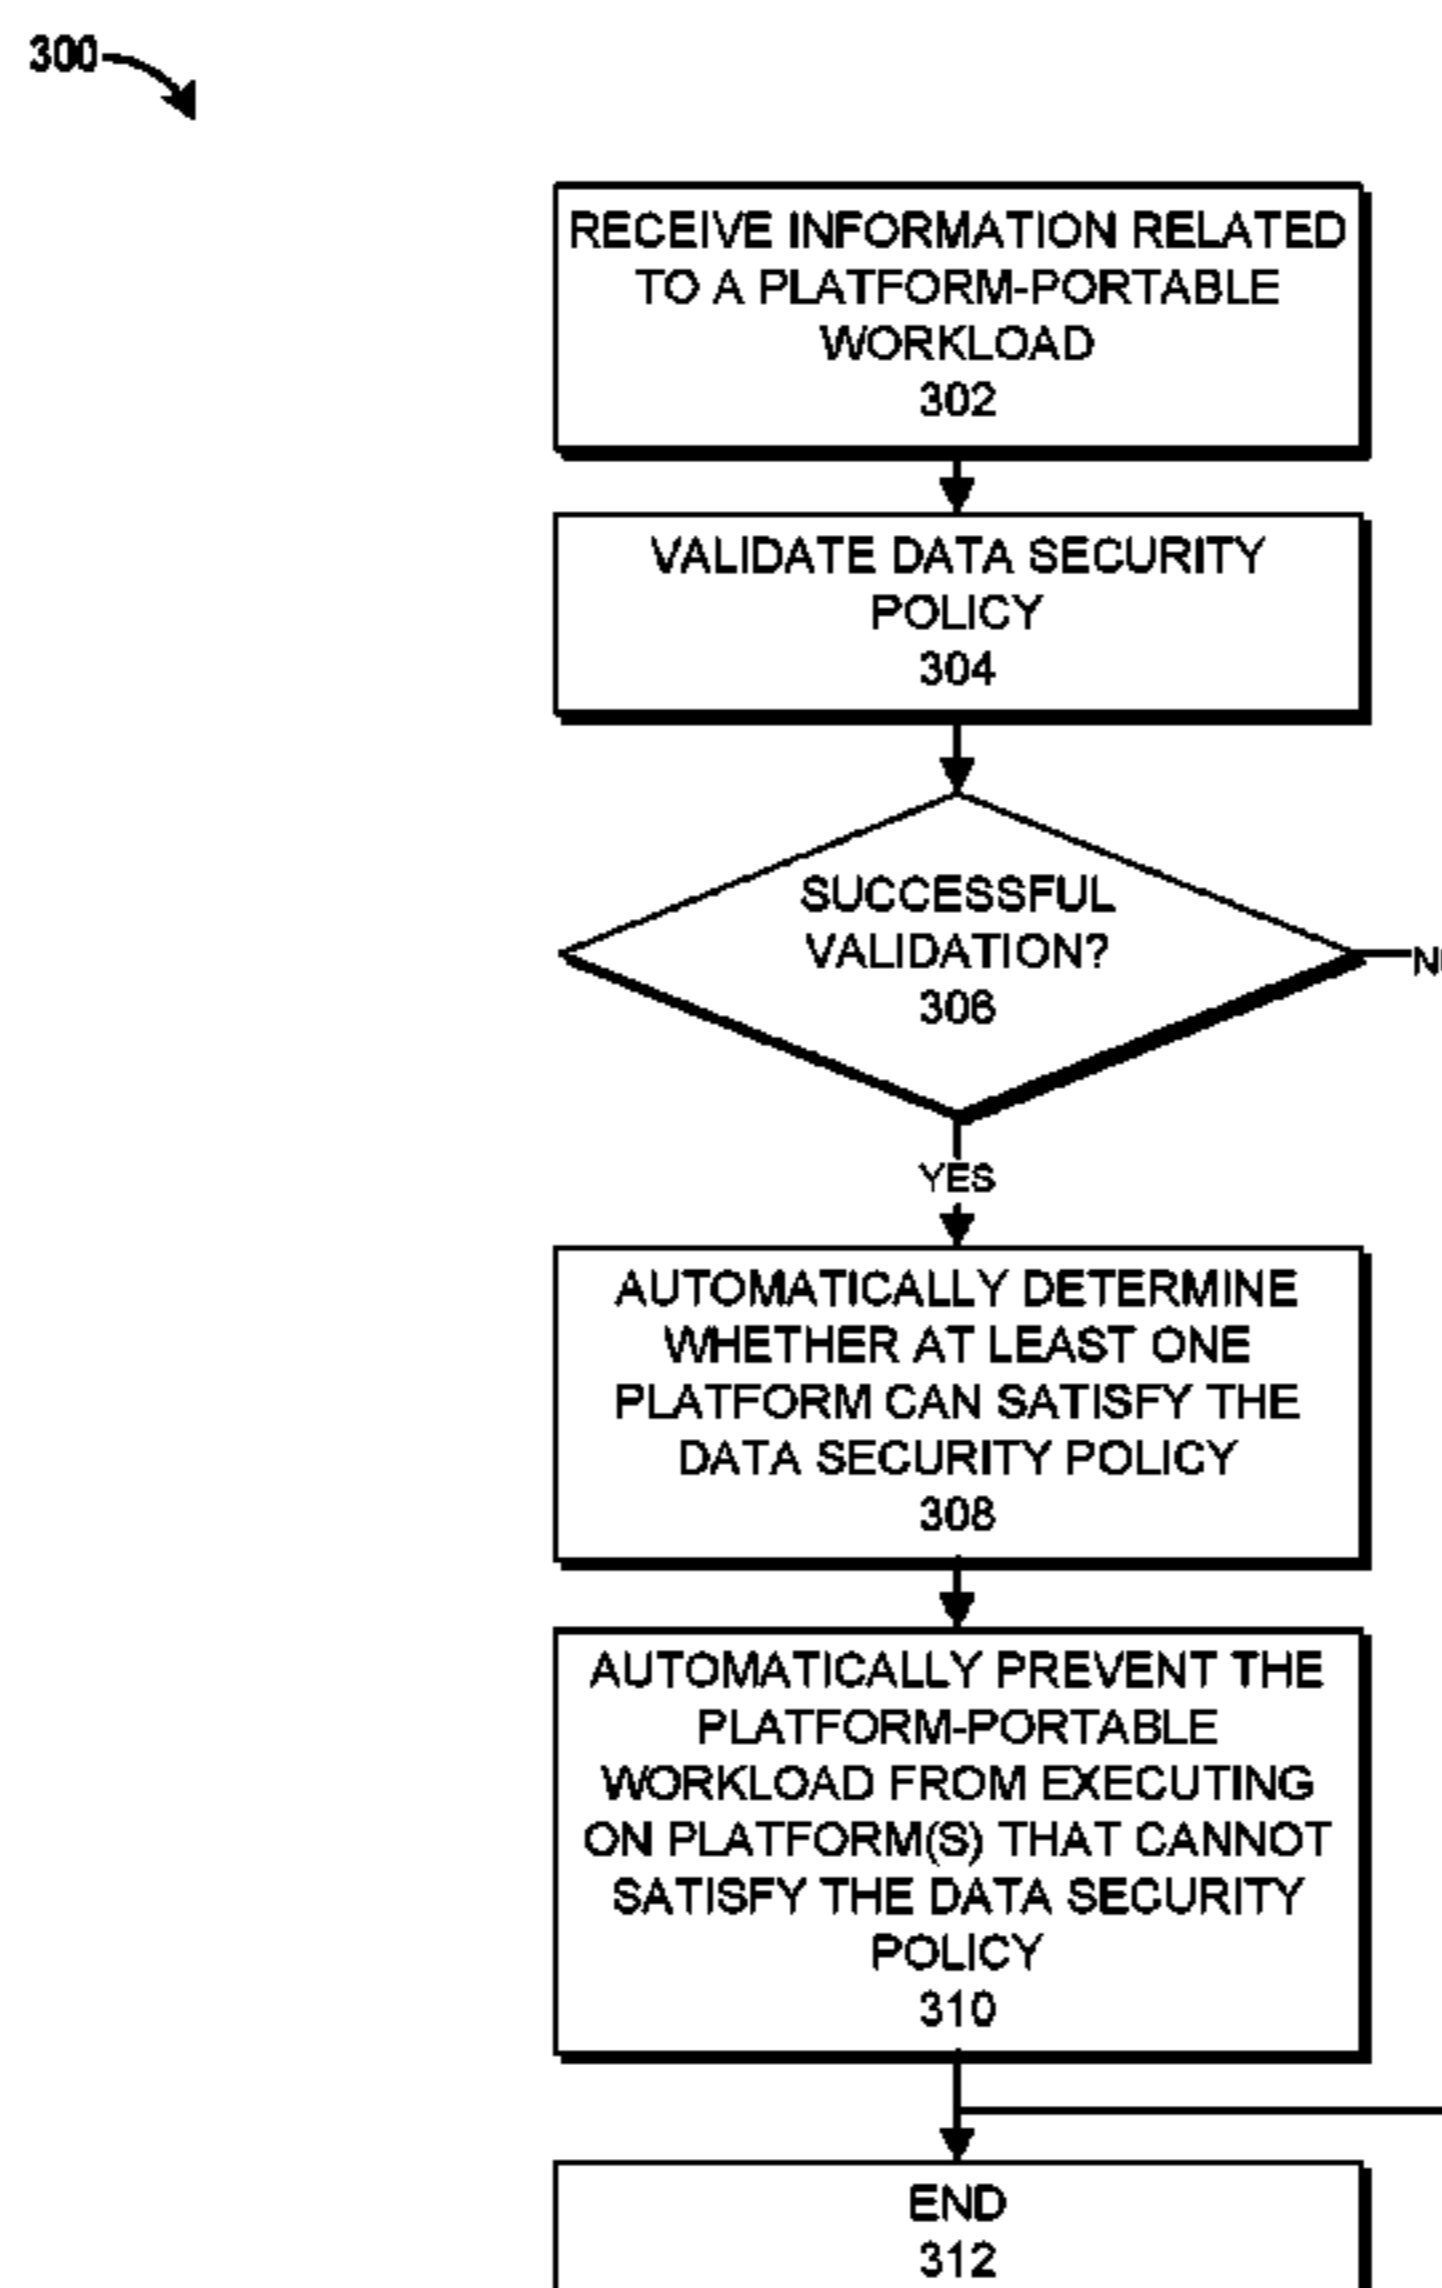 300
RECEIVE INFORMATION RELATED
TO A PLATFORM-PORTABLE
WORKLOAD
302
VALIDATE DATA SECURITY
POLICY
304
SUCCESSFUL
VALIDATION?
306
YES
AUTOMATICALLY DETERMINE
WHETHER AT LEAST ONE
PLATFORM CAN SATISFY THE
DATA SECURITY POLICY
308
AUTOMATICALLY PREVENT THE
PLATFORM-PORTABLE
WORKLOAD FROM EXECUTING
ON PLATFORM(S) THAT CANNOT
SATISFY THE DATA SECURITY
POLICY
310
END
312